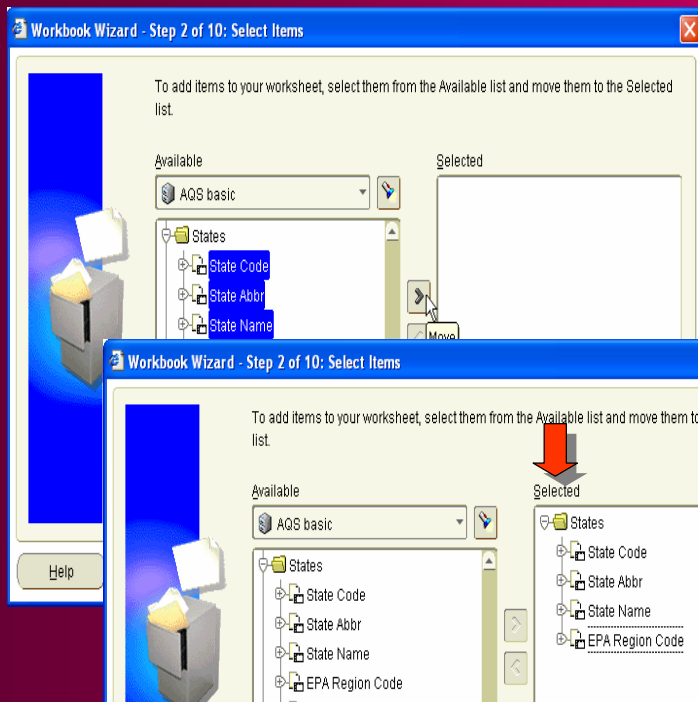 Workbook Wizard - Step 2 of 10: Select Items
To add items to your worksheet, select them from the Available list and move them to the Selected
list.
Available
Selected
AQS basic
States
State Code
State Abbr
State Name
Move
Help
Workbook Wizard - Step 2 of 10: Select Items
To add items to your worksheet, select them from the Available list and move them to
list.
Available
Selected
AQS basic
States
State Code
State Abbr
State Name
EPA Region Code
States
State Code
State Abbr
State Name
EPA Region Code